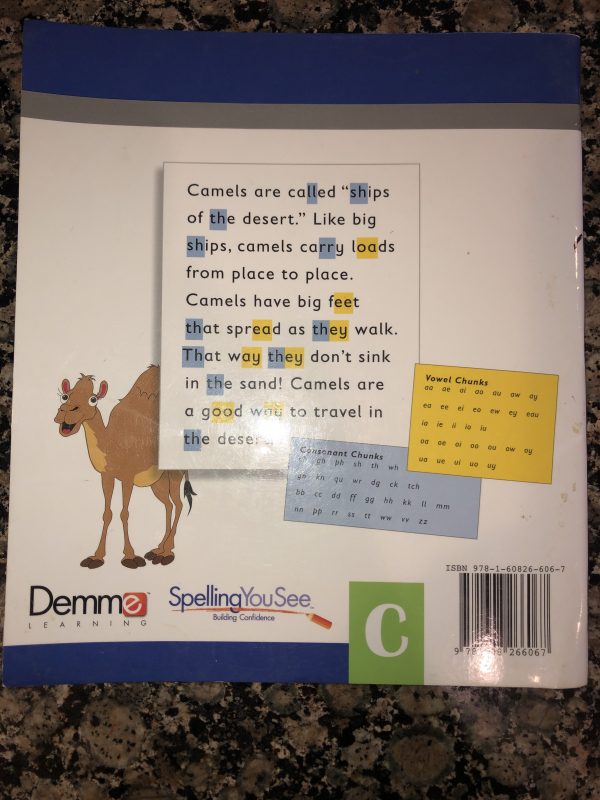 Camels are called “ships
of the desert.” Like big
ships, camels carry loads
from place to place.
Camels have big feet
that spread as they walk.
That way they don’t sink
in the sand! Camels are
a good way to travel in
the desert.
Vowel Chunks
aa ae ai ao au aw ay
ea ee ei eo ew ey eau
ia ie ii io iu
oa oe oi oo ou ow oy
ua ue ui uo uy
Consonant Chunks
gh ph sh th wh
gn kn qu wr dg ck tch
bb cc dd ff gg hh kk ll mm
nn pp rr ss tt ww vv zz
ISBN 978-1-60826-606-7
Demme
LEARNING
SpellingYouSee
Building Confidence
C
266067